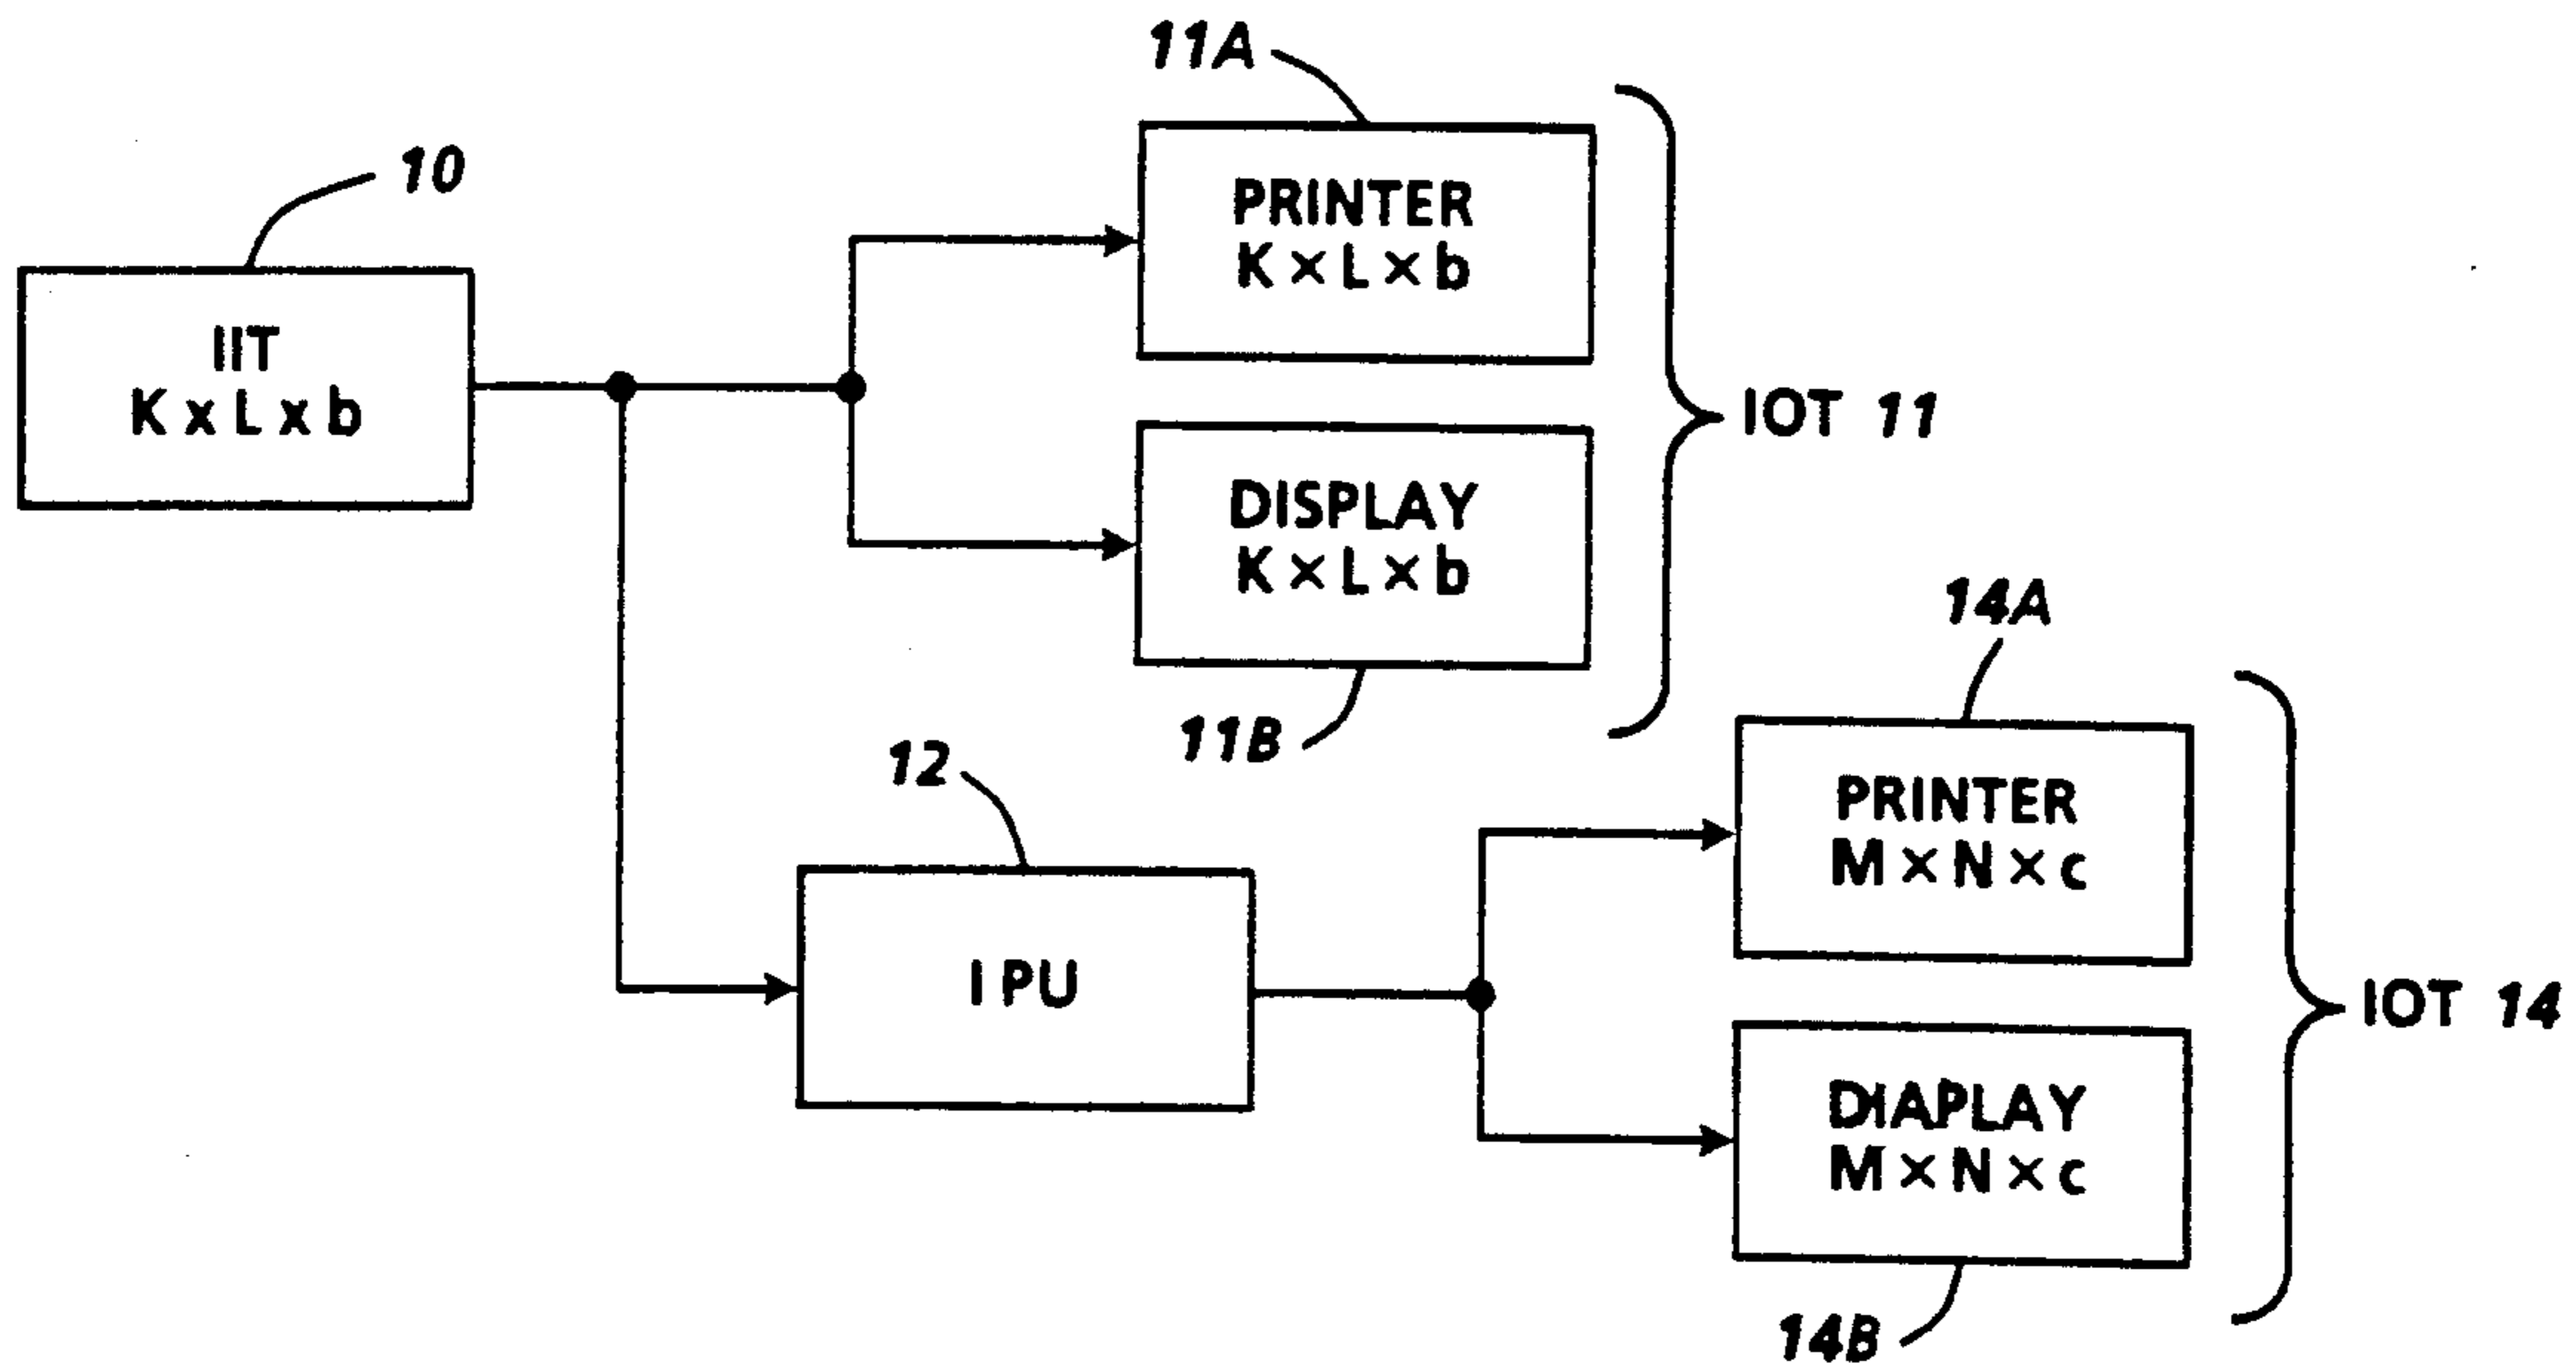 11A
10
PRINTER
K × L × b
IIT
K x L x b
IOT 11
DISPLAY
K × L × b
11B
14A
12
PRINTER
M × N × c
I PU
IOT 14
DIAPLAY
M × N × c
14B